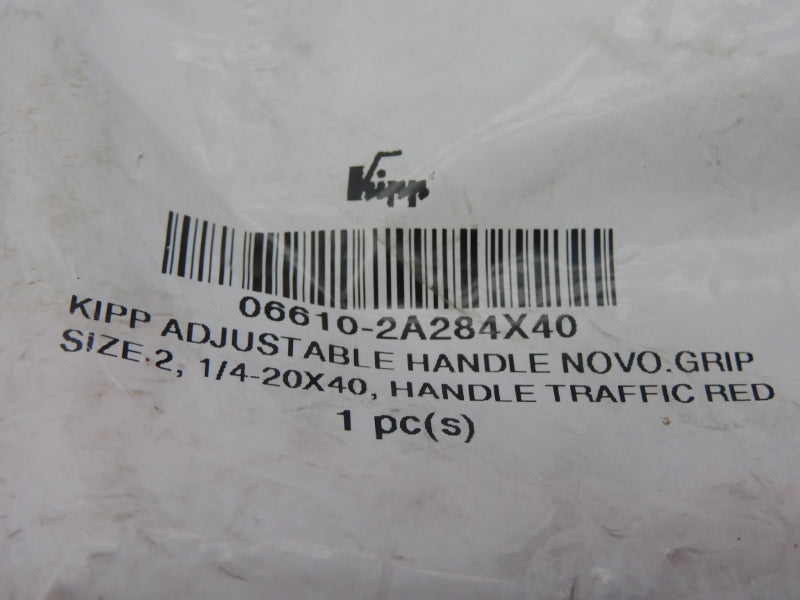 Kipp
06610-2A284X40
KIPP ADJUSTABLE HANDLE NOVO.GRIP
SIZE.2, 1/4-20X40, HANDLE TRAFFIC RED
1 pc(s)